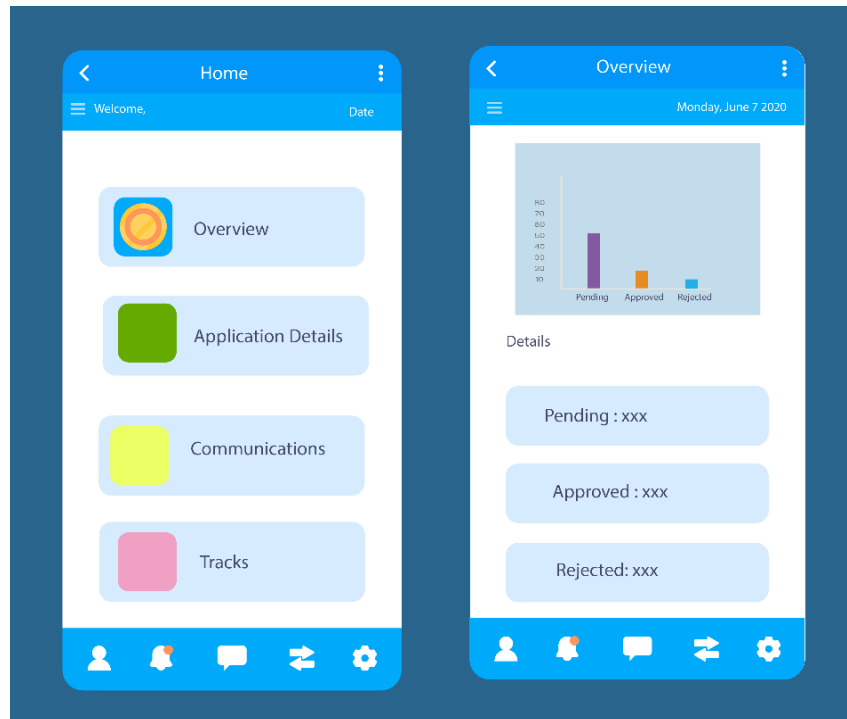 Home
Welcome,
Date
Overview
Application Details
Communications
Tracks
Overview
Monday, June 7 2020
80
70
60
50
40
30
20
10
Pending Approved Rejected
Details
Pending : xxx
Approved : xxx
Rejected: xxx